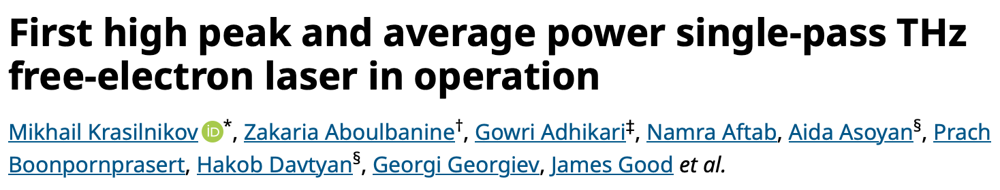 First high peak and average power single-pass THz
free-electron laser in operation
Mikhail Krasilnikov iD*, Zakaria Aboulbanine†, Gowri Adhikari‡, Namra Aftab, Aida Asoyan§, Prach
Boonpornprasert, Hakob Davtyan§, Georgi Georgiev, James Good et al.